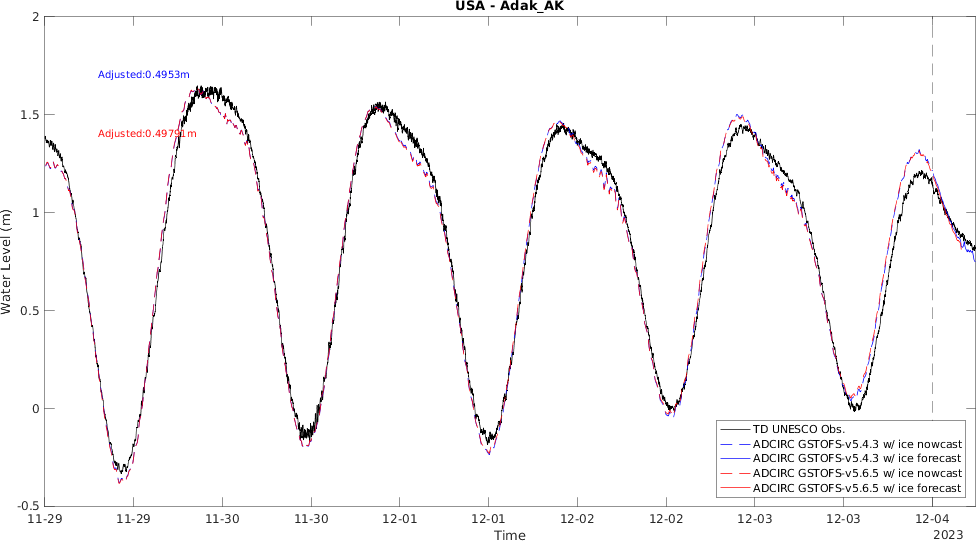 USA - Adak_AK
2
Adjusted:0.4953m
1.5
Adjusted:0.49791m
1
Water Level (m)
0.5
0
-0.5
TD UNESCO Obs.
ADCIRC GSTOFS-v5.4.3 w/ ice nowcast
ADCIRC GSTOFS-v5.4.3 w/ ice forecast
ADCIRC GSTOFS-v5.6.5 w/ ice nowcast
ADCIRC GSTOFS-v5.6.5 w/ ice forecast
11-29 11-29 11-30 11-30 12-01 12-01 12-02 12-02 12-03 12-03 12-04
Time
2023